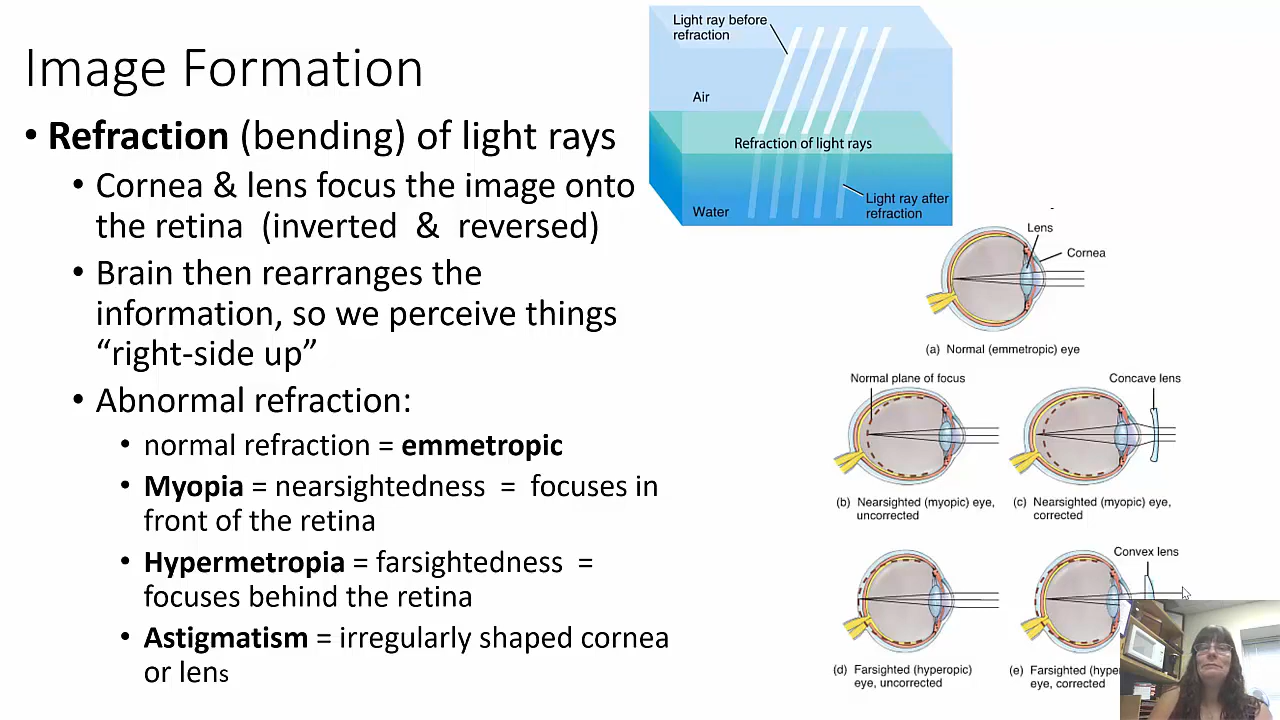 Image Formation
• Refraction (bending) of light rays
• Cornea & lens focus the image onto
the retina (inverted & reversed)
• Brain then rearranges the
information, so we perceive things
“right-side up”
• Abnormal refraction:
• normal refraction = emmetropic
• Myopia = nearsightedness = focuses in
front of the retina
• Hypermetropia = farsightedness =
focuses behind the retina
• Astigmatism = irregularly shaped cornea
or lens
Light ray before
refraction
Air
Refraction of light rays
Light ray after
refraction
Water
Lens
Cornea
(a) Normal (emmetropic) eye
Normal plane of focus
Concave lens
(b) Nearsighted (myopic) eye,
uncorrected
(c) Nearsighted (myopic) eye,
corrected
Convex lens
(d) Farsighted (hyperopic)
eye, uncorrected
(e) Farsighted
eye, corrected